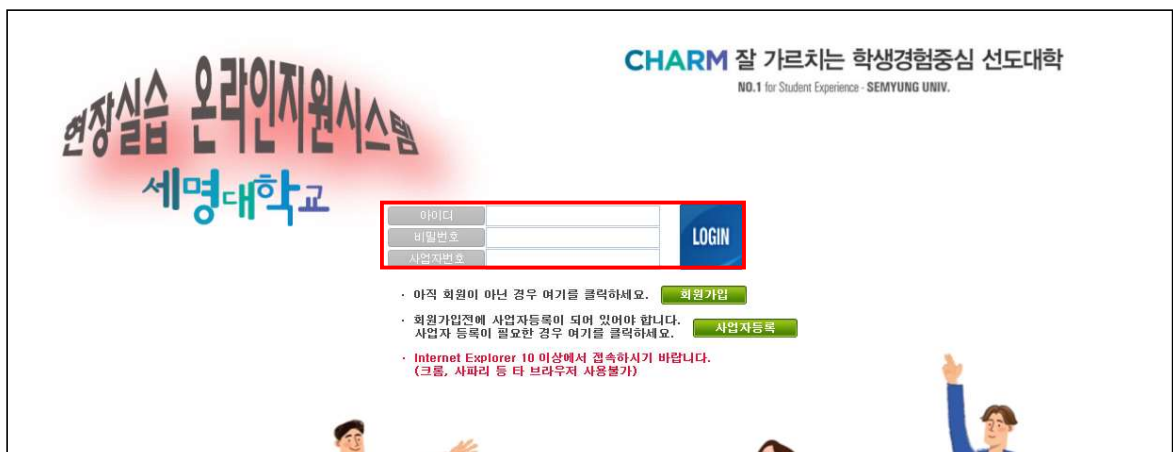 현장실습 온라인지원시스템
세명대학교
CHARM 잘 가르치는 학생경험중심 선도대학
NO.1 for Student Experience - SEMYUNG UNIV.
아이디
비밀번호
사업자번호
LOGIN
· 아직 회원이 아닌 경우 여기를 클릭하세요. 회원가입
· 회원가입전에 사업자등록이 되어 있어야 합니다.
사업자 등록이 필요한 경우 여기를 클릭하세요. 사업자등록
· Internet Explorer 10 이상에서 접속하시기 바랍니다.
(크롬, 사파리 등 타 브라우저 사용불가)